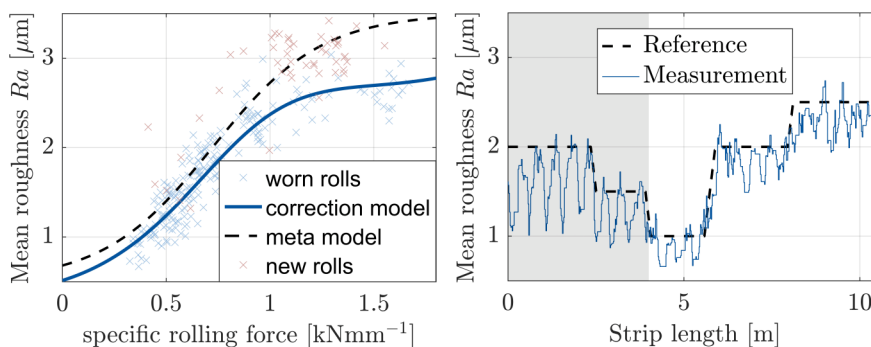 Mean roughness Ra [μm]
3
2
1
worn rolls
correction model
meta model
new rolls
0
0.5
1
1.5
specific rolling force [kNmm⁻¹]
Mean roughness Ra [μm]
3
2
1
Reference
Measurement
0
5
10
Strip length [m]